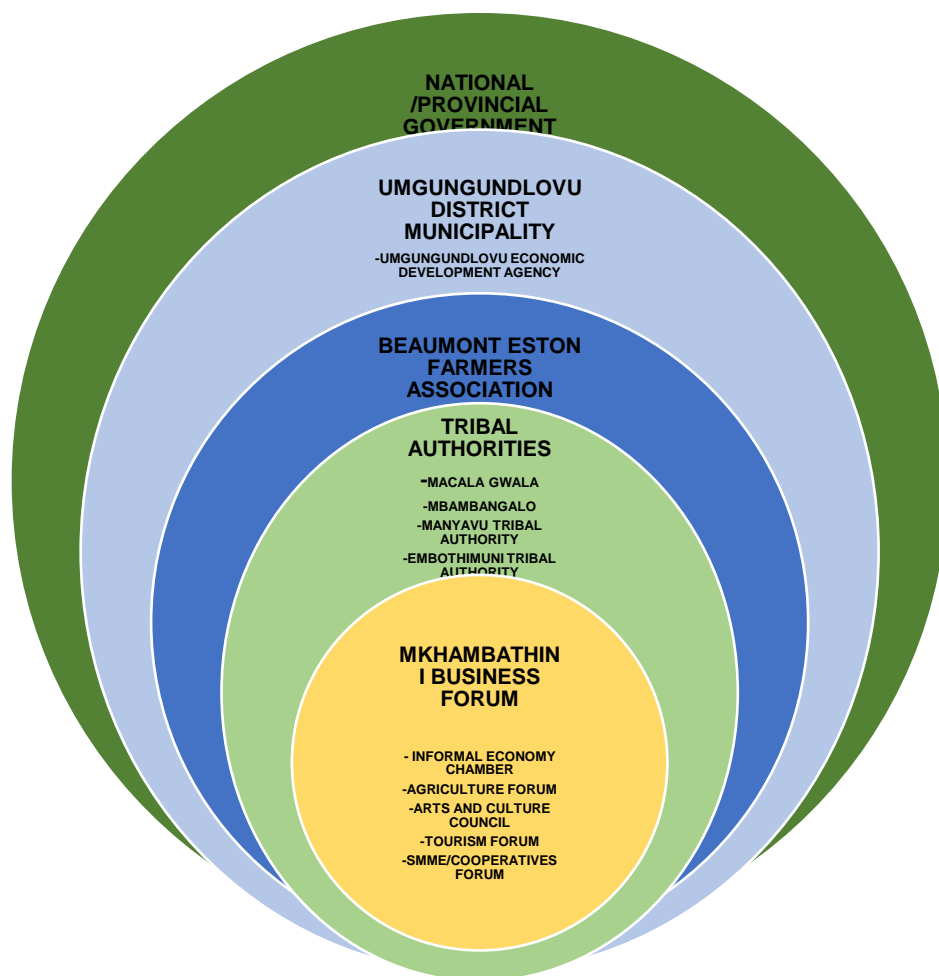 NATIONAL
/PROVINCIAL
GOVERNMENT
UMGUNGUNDLOVU
DISTRICT
MUNICIPALITY
-UMGUNGUNDLOVU ECONOMIC
DEVELOPMENT AGENCY
BEAUMONT ESTON
FARMERS
ASSOCIATION
TRIBAL
AUTHORITIES
-MACALA GWALA
-MBAMBANGALO
-MANYAVU TRIBAL
AUTHORITY
-EMBOTHIMUNI TRIBAL
AUTHORITY
MKHAMBATHIN
I BUSINESS
FORUM
- INFORMAL ECONOMY
CHAMBER
-AGRICULTURE FORUM
-ARTS AND CULTURE
COUNCIL
-TOURISM FORUM
-SMME/COOPERATIVES
FORUM